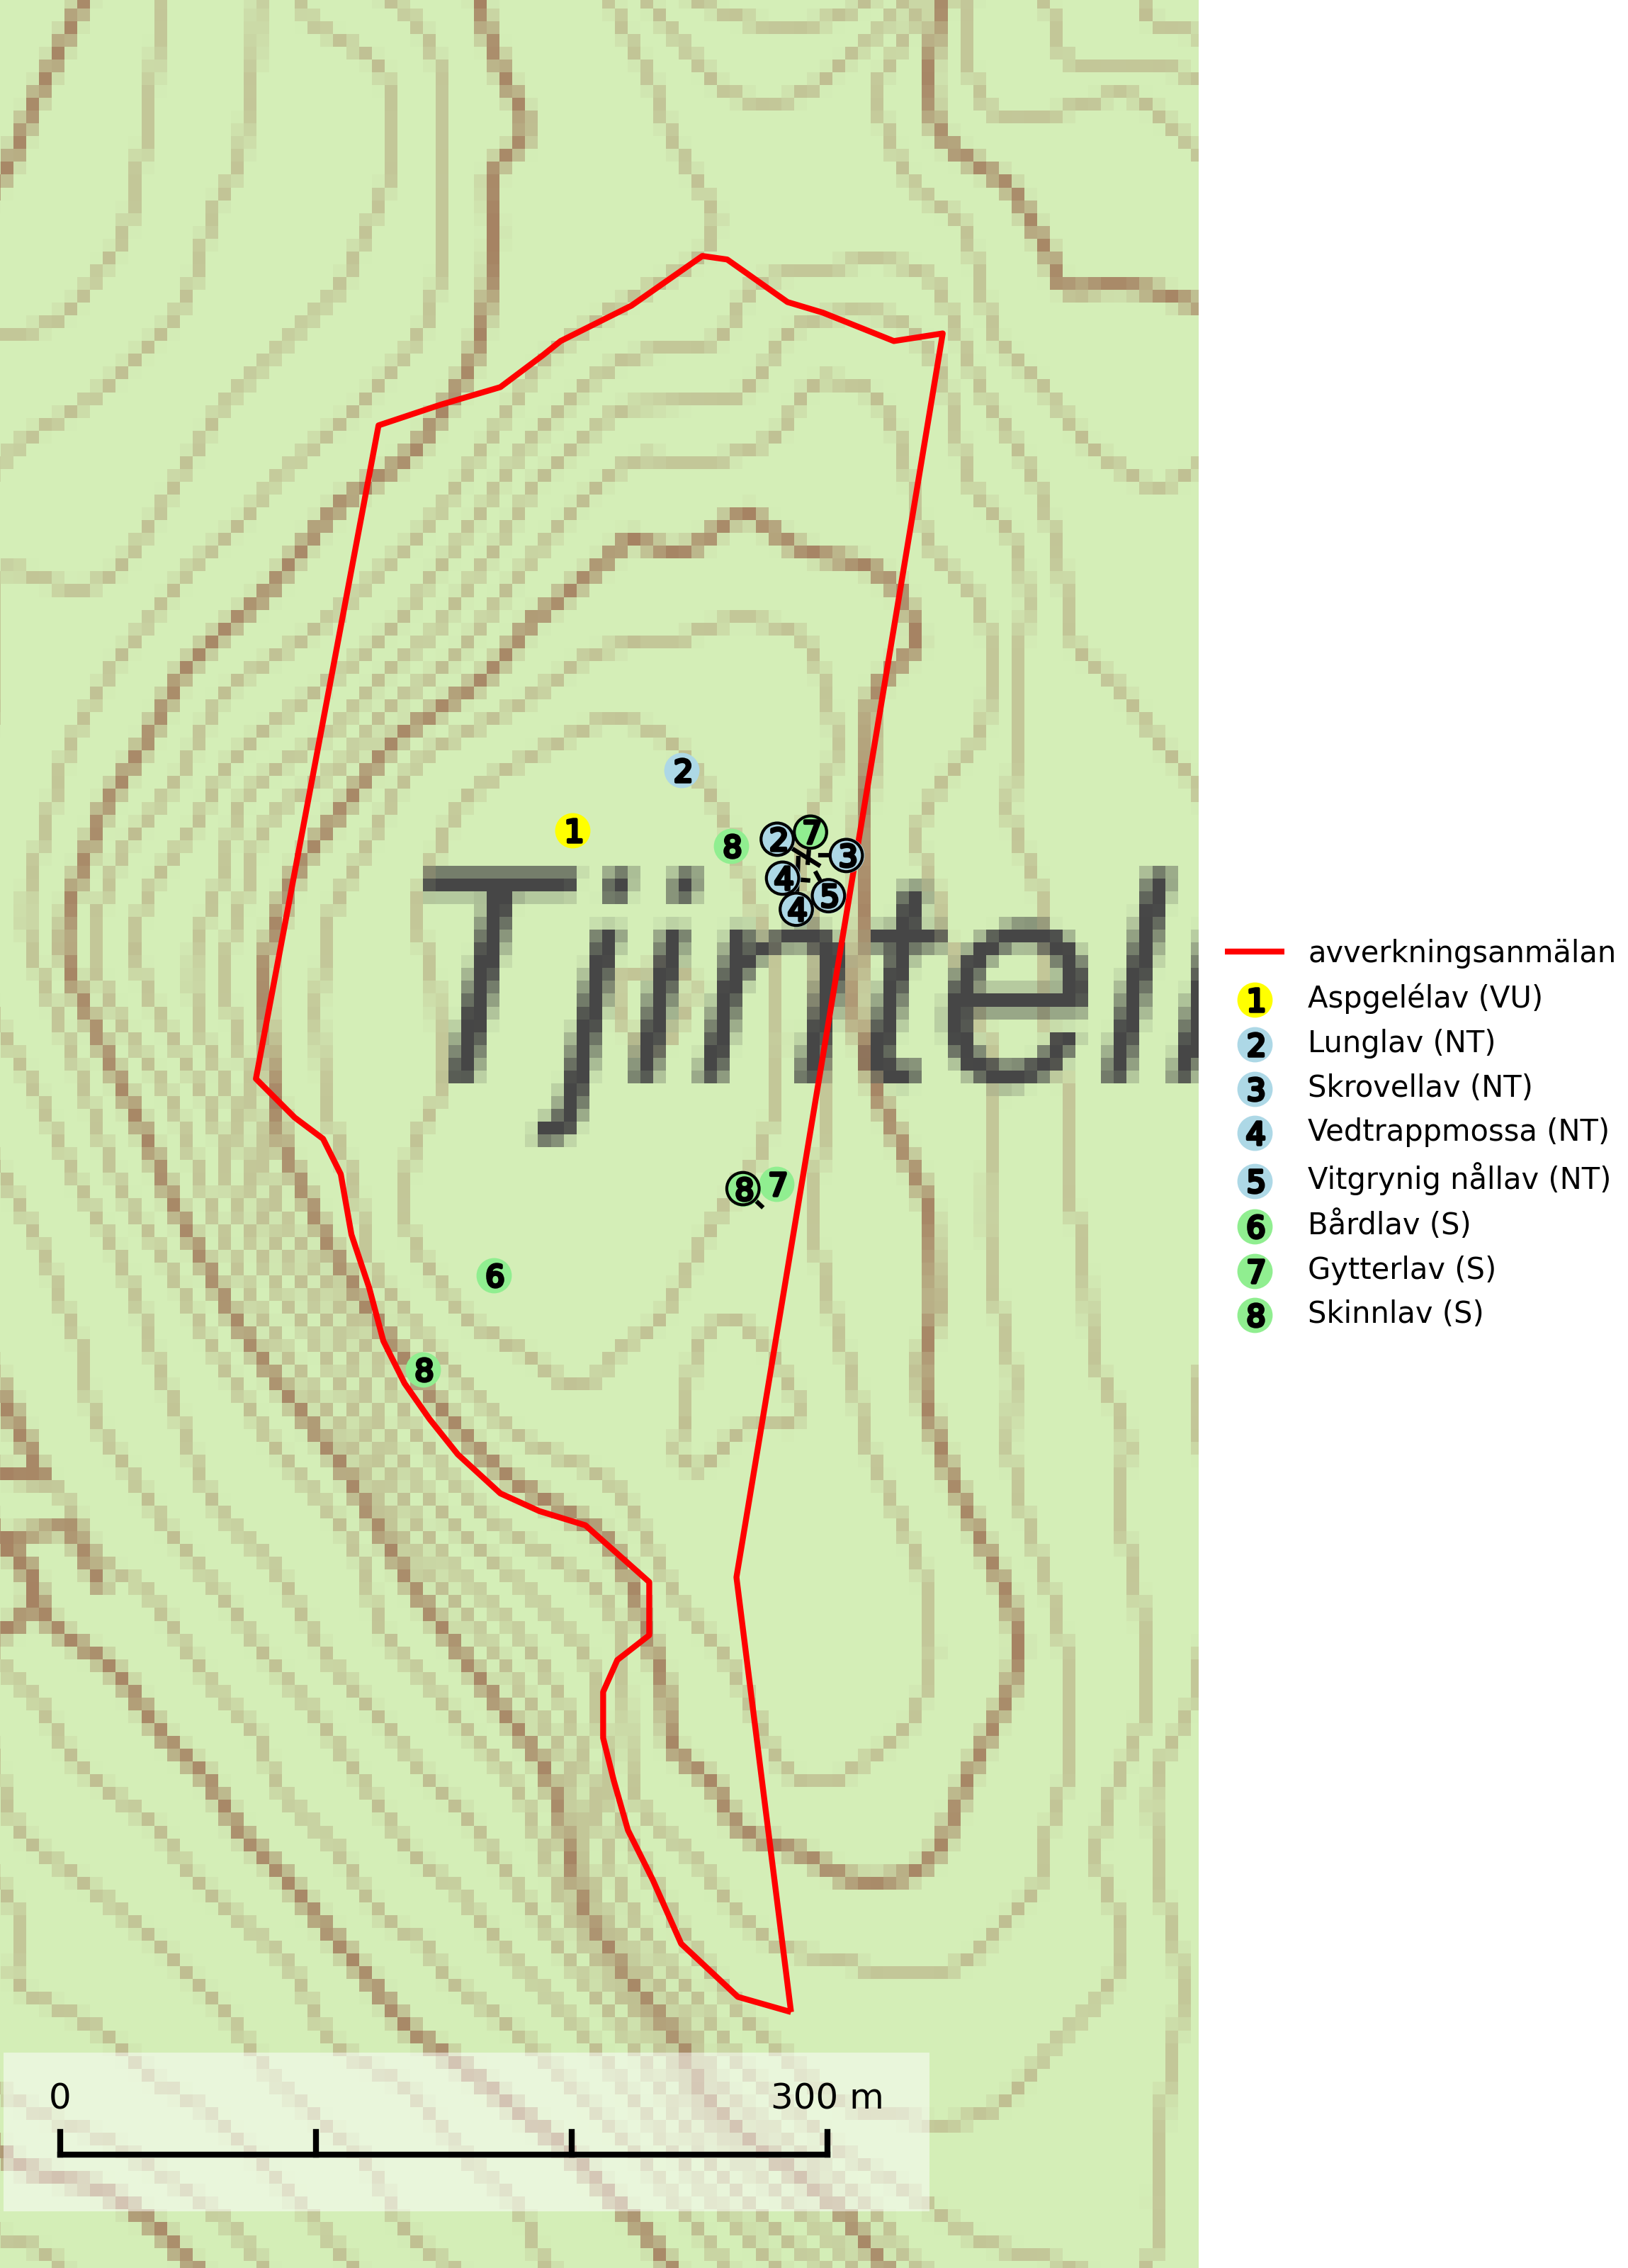 2
1
8
2
7
3
4
5
4
Tjintel
8
7
6
8
avverkningsanmälan
1 Aspgelélav (VU)
2 Lunglav (NT)
3 Skrovellav (NT)
4 Vedtrappmossa (NT)
5 Vitgrynig nållav (NT)
6 Bårdlav (S)
7 Gytterlav (S)
8 Skinnlav (S)
0 300 m